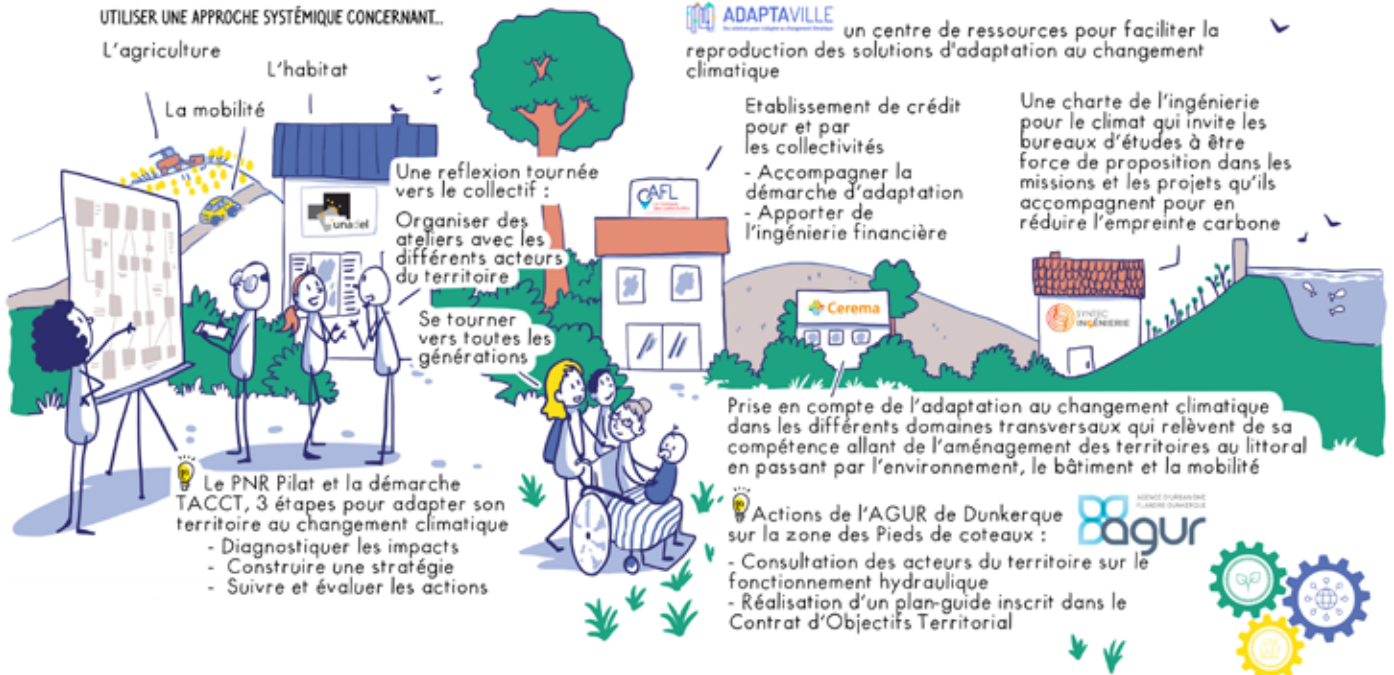 UTILISER UNE APPROCHE SYSTÉMIQUE CONCERNANT...
L'agriculture
L'habitat
La mobilité
unadel
Une reflexion tournée
vers le collectif :
Organiser des
ateliers avec les
différents acteurs
du territoire
Se tourner
vers toutes les
générations
Le PNR Pilat et la démarche
TACCT, 3 étapes pour adapter son
territoire au changement climatique
- Diagnostiquer les impacts
- Construire une stratégie
- Suivre et évaluer les actions
ADAPTAVILLE
un centre de ressources pour faciliter la
reproduction des solutions d'adaptation au changement
climatique
Etablissement de crédit
pour et par
les collectivités
- Accompagner la
démarche d'adaptation
- Apporter de
l'ingénierie financière
AFL
Une charte de l'ingénierie
pour le climat qui invite les
bureaux d'études à être
force de proposition dans les
missions et les projets qu'ils
accompagnent pour en
réduire l'empreinte carbone
Cerema
SYNTEC
INGÉNIERIE
Prise en compte de l'adaptation au changement climatique
dans les différents domaines transversaux qui relèvent de sa
compétence allant de l'aménagement des territoires au littoral
en passant par l'environnement, le bâtiment et la mobilité
Actions de l'AGUR de Dunkerque
sur la zone des Pieds de coteaux :
- Consultation des acteurs du territoire sur le
fonctionnement hydraulique
- Réalisation d'un plan-guide inscrit dans le
Contrat d'Objectifs Territorial
AGENCE D'URBANISME
FLANDRE-DUNKERQUE
agur